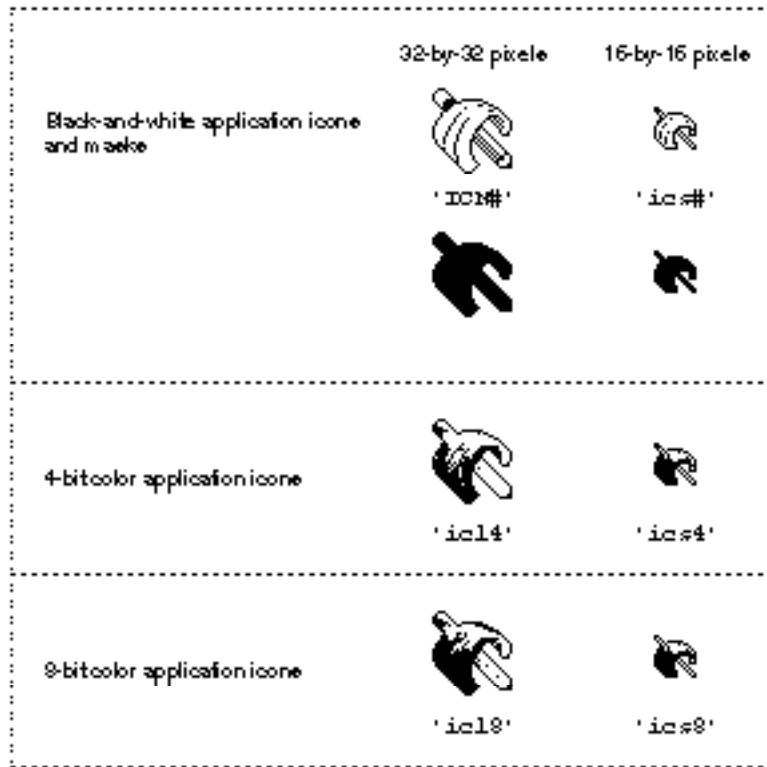 32-by-32 pixels 16-by-16 pixels
Black-and-white application icons
and masks
'ICN#' 'ics#'
4-bit color application icons
'icl4' 'ics4'
8-bit color application icons
'icl8' 'ics8'